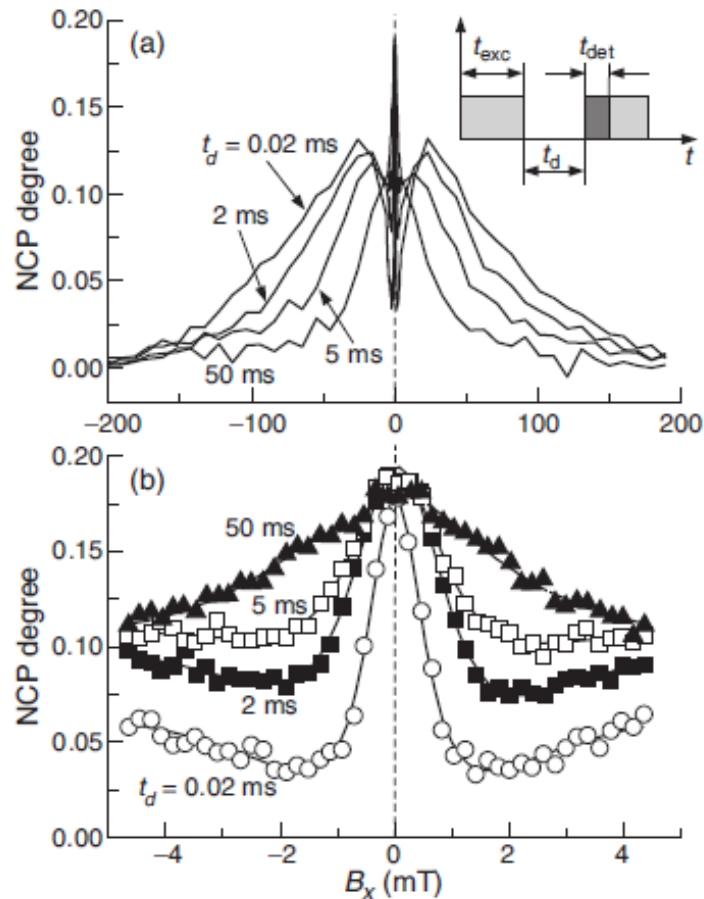 (a)
t_exc
t_det
t_d
t
NCP degree
0.20
0.15
0.10
0.05
0.00
t_d = 0.02 ms
2 ms
5 ms
50 ms
−200
−100
0
100
200
(b)
NCP degree
0.20
0.15
0.10
0.05
0.00
50 ms
5 ms
2 ms
t_d = 0.02 ms
−4
−2
0
2
4
B_x (mT)